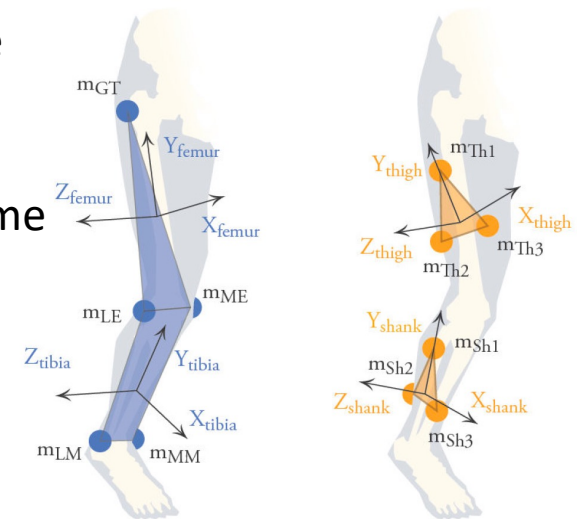 e
me
mGT
Yfemur
Zfemur
Xfemur
mLE
mME
Ytibia
Ztibia
Xtibia
mLM
mMM
mTh1
Ythigh
Xthigh
Zthigh
mTh2
mTh3
Yshank
mSh1
mSh2
Zshank
Xshank
mSh3